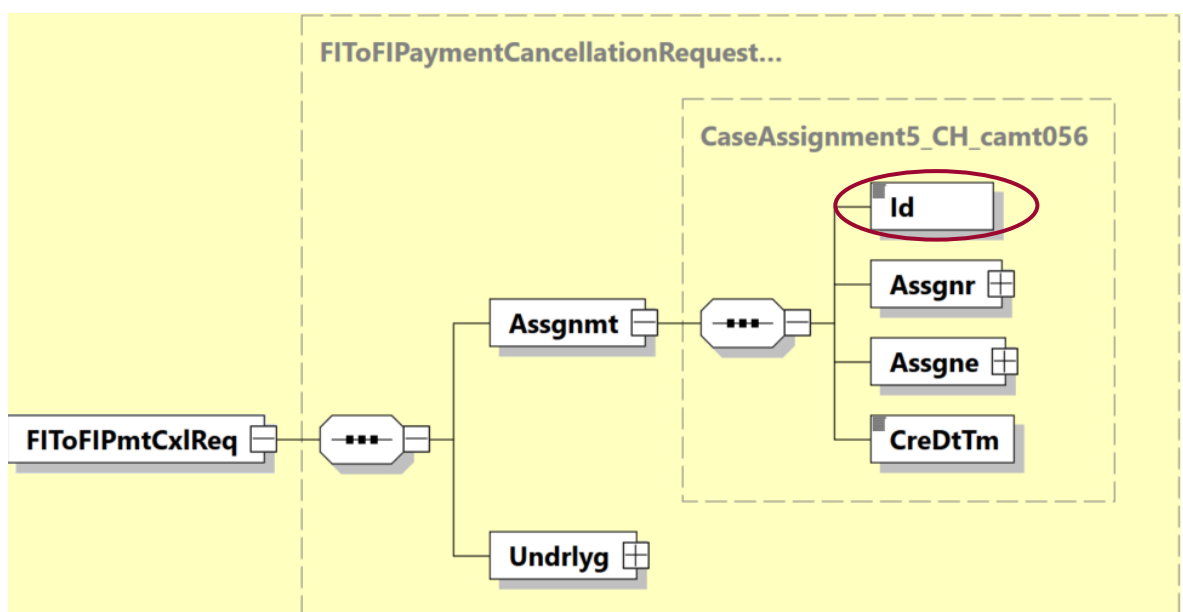 FIToFIPaymentCancellationRequest...
CaseAssignment5_CH_camt056
Id
Assgnr
Assgnmt
Assgne
FIToFIPmtCxlReq
CreDtTm
Undrlyg